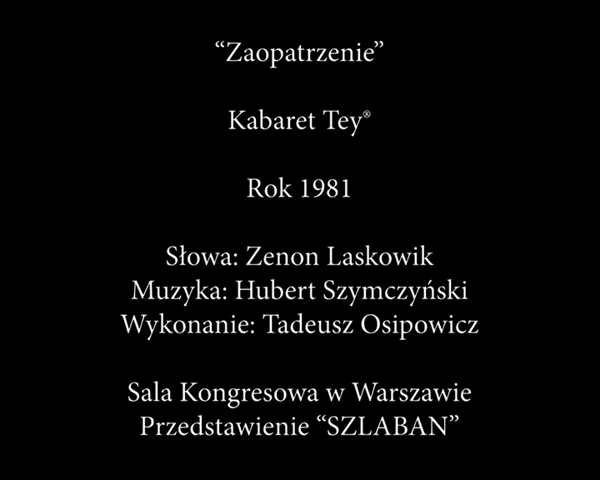 “Zaopatrzenie”
Kabaret Tey®
Rok 1981
Słowa: Zenon Laskowik
Muzyka: Hubert Szymczyński
Wykonanie: Tadeusz Osipowicz
Sala Kongresowa w Warszawie
Przedstawienie “SZLABAN”